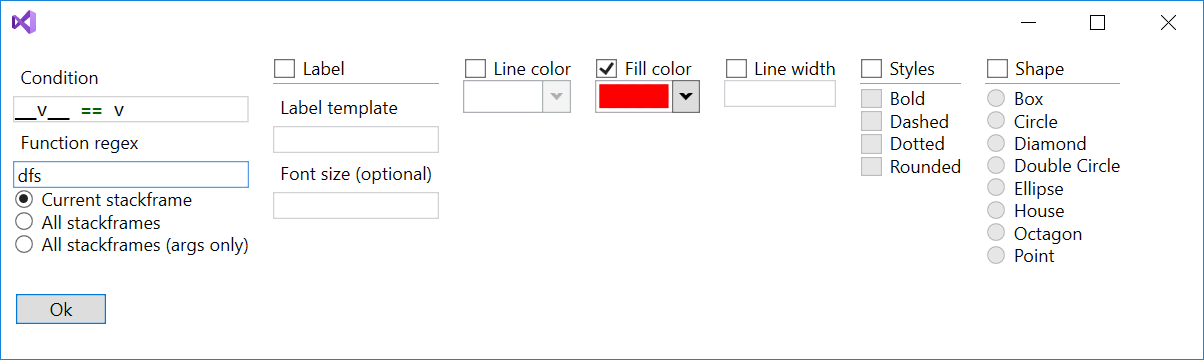 Condition
__v__ == v
Function regex
dfs
Current stackframe
All stackframes
All stackframes (args only)
Ok
Label
Label template
Font size (optional)
Line color
Fill color
Line width
Styles
Bold
Dashed
Dotted
Rounded
Shape
Box
Circle
Diamond
Double Circle
Ellipse
House
Octagon
Point